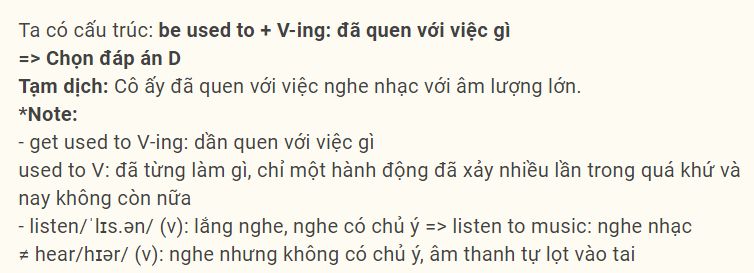 Ta có cấu trúc: be used to + V-ing: đã quen với việc gì
=> Chọn đáp án D
Tạm dịch: Cô ấy đã quen với việc nghe nhạc với âm lượng lớn.
*Note:
- get used to V-ing: dần quen với việc gì
used to V: đã từng làm gì, chỉ một hành động đã xảy nhiều lần trong quá khứ và
nay không còn nữa
- listen/ˈlɪs.ən/ (v): lắng nghe, nghe có chủ ý => listen to music: nghe nhạc
≠ hear/hɪər/ (v): nghe nhưng không có chủ ý, âm thanh tự lọt vào tai